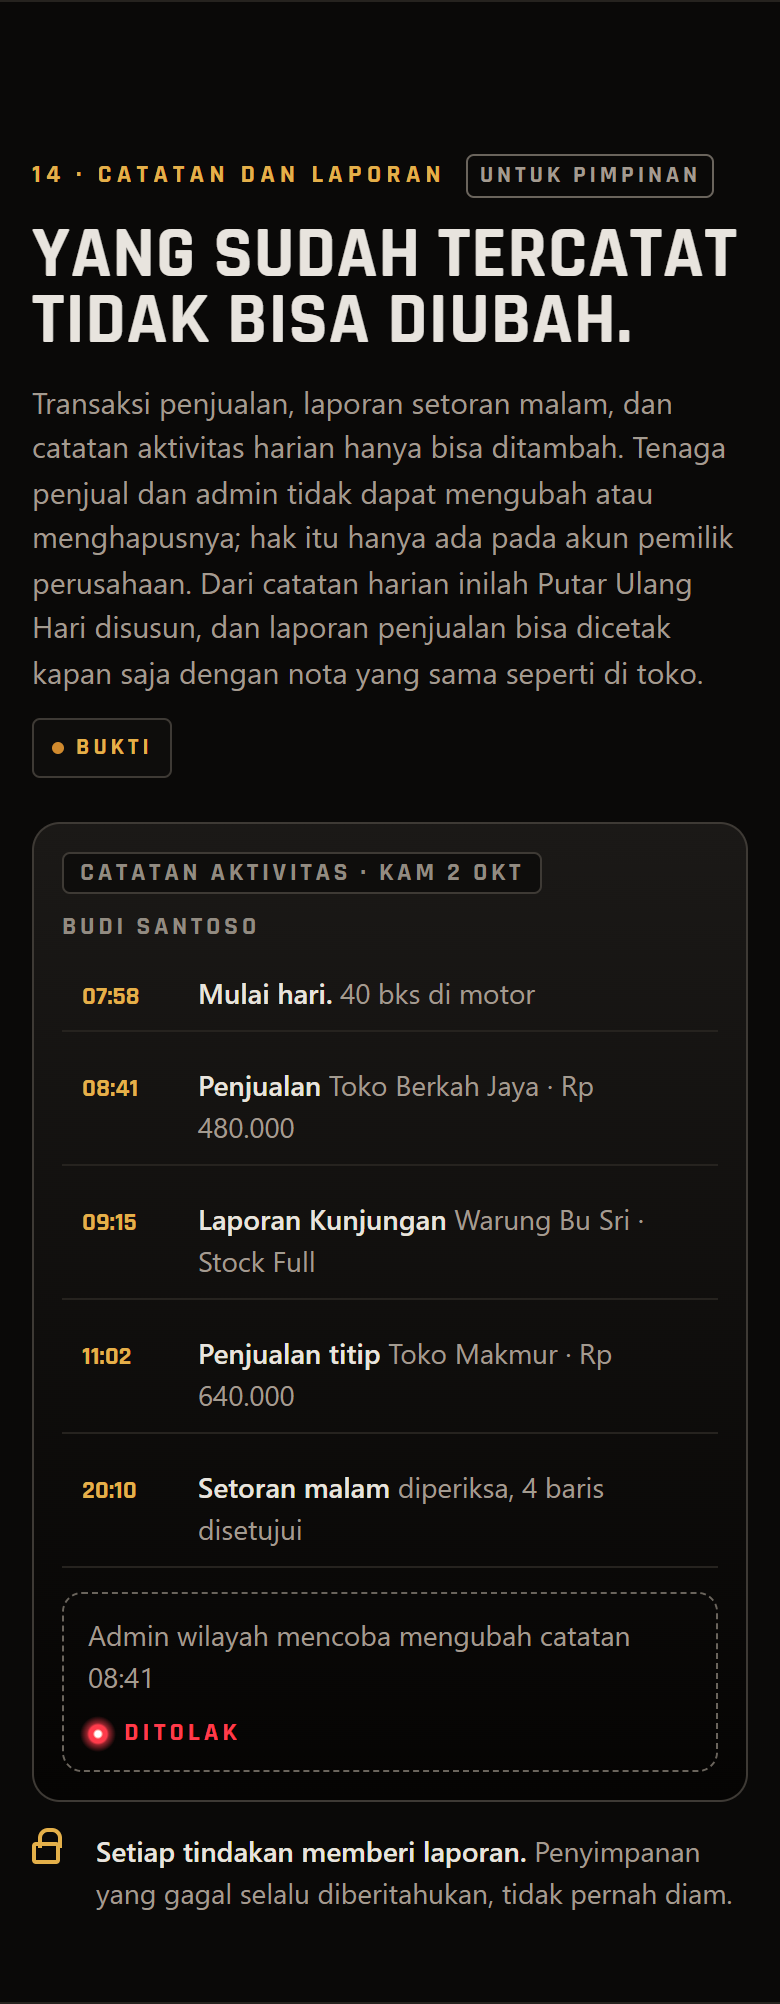 14 · CATATAN DAN LAPORAN UNTUK PIMPINAN
YANG SUDAH TERCATAT
TIDAK BISA DIUBAH.
Transaksi penjualan, laporan setoran malam, dan
catatan aktivitas harian hanya bisa ditambah. Tenaga
penjual dan admin tidak dapat mengubah atau
menghapusnya; hak itu hanya ada pada akun pemilik
perusahaan. Dari catatan harian inilah Putar Ulang
Hari disusun, dan laporan penjualan bisa dicetak
kapan saja dengan nota yang sama seperti di toko.
BUKTI
CATATAN AKTIVITAS · KAM 2 OKT
BUDI SANTOSO
07:58 Mulai hari. 40 bks di motor
08:41 Penjualan Toko Berkah Jaya · Rp
480.000
09:15 Laporan Kunjungan Warung Bu Sri ·
Stock Full
11:02 Penjualan titip Toko Makmur · Rp
640.000
20:10 Setoran malam diperiksa, 4 baris
disetujui
Admin wilayah mencoba mengubah catatan
08:41
DITOLAK
Setiap tindakan memberi laporan. Penyimpanan
yang gagal selalu diberitahukan, tidak pernah diam.